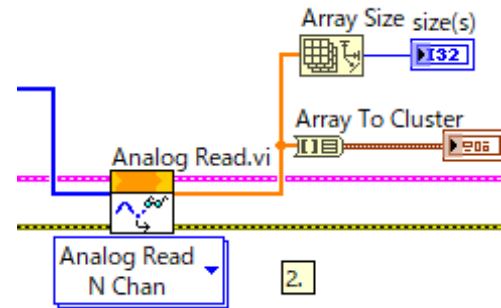 Array Size
size(s)
I32
Array To Cluster
Analog Read.vi
Analog Read
N Chan
2.